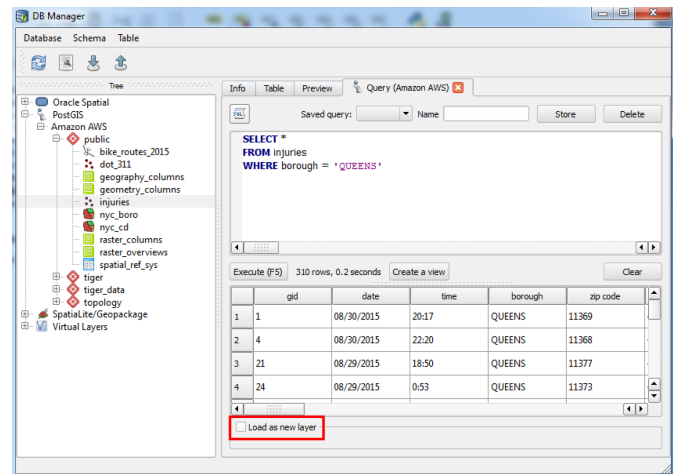 DB Manager
Database Schema Table
Tree
Oracle Spatial
PostGIS
Amazon AWS
public
bike_routes_2015
dot_311
geography_columns
geometry_columns
injuries
nyc_boro
nyc_cd
raster_columns
raster_overviews
spatial_ref_sys
tiger
tiger_data
topology
SpatiaLite/Geopackage
Virtual Layers
Info Table Preview Query (Amazon AWS)
SQL Saved query: Name Store Delete
SELECT *
FROM injuries
WHERE borough = 'QUEENS'
Execute (F5) 310 rows, 0.2 seconds Create a view Clear
gid date time borough zip code
1 1 08/30/2015 20:17 QUEENS 11369
2 4 08/30/2015 22:20 QUEENS 11368
3 21 08/29/2015 18:50 QUEENS 11377
4 24 08/29/2015 0:53 QUEENS 11373
Load as new layer